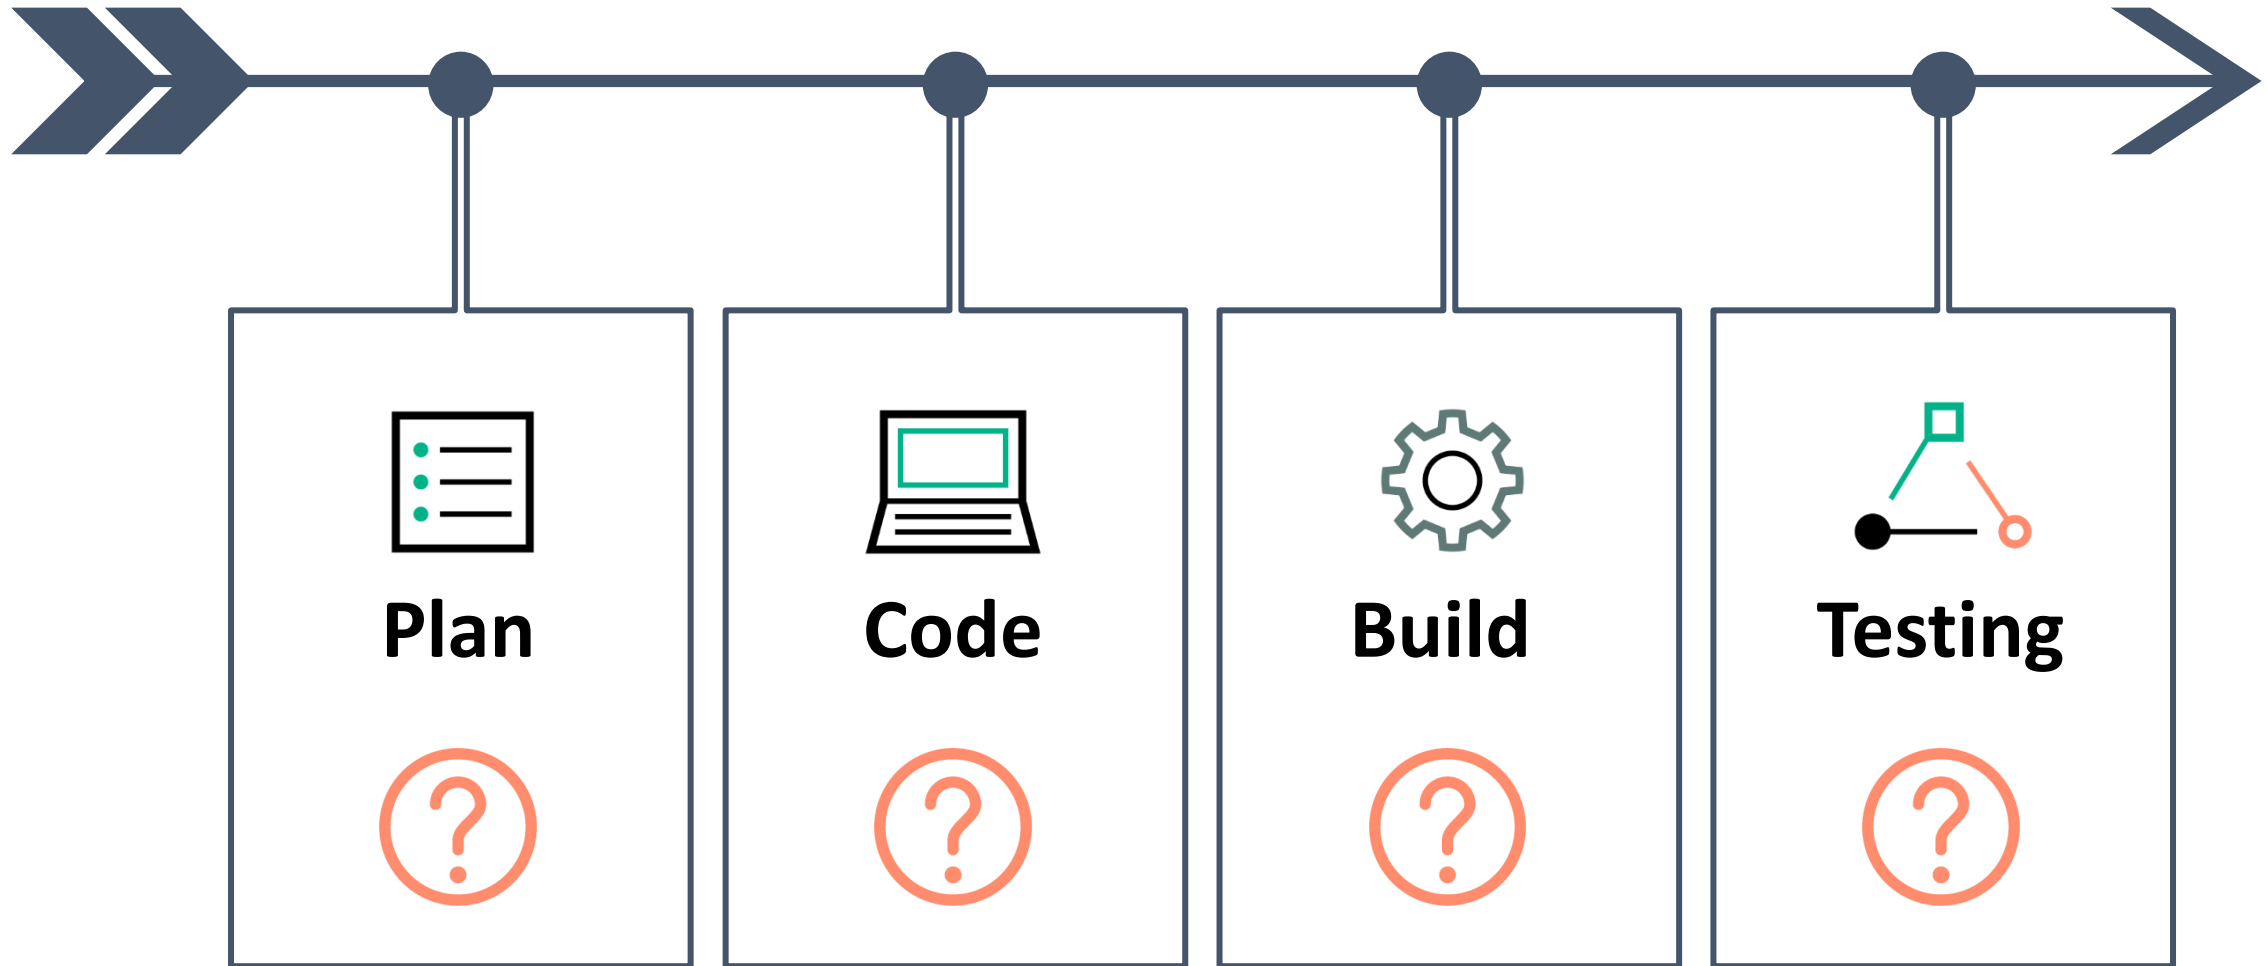 Plan
Code
Build
Testing
?
?
?
?